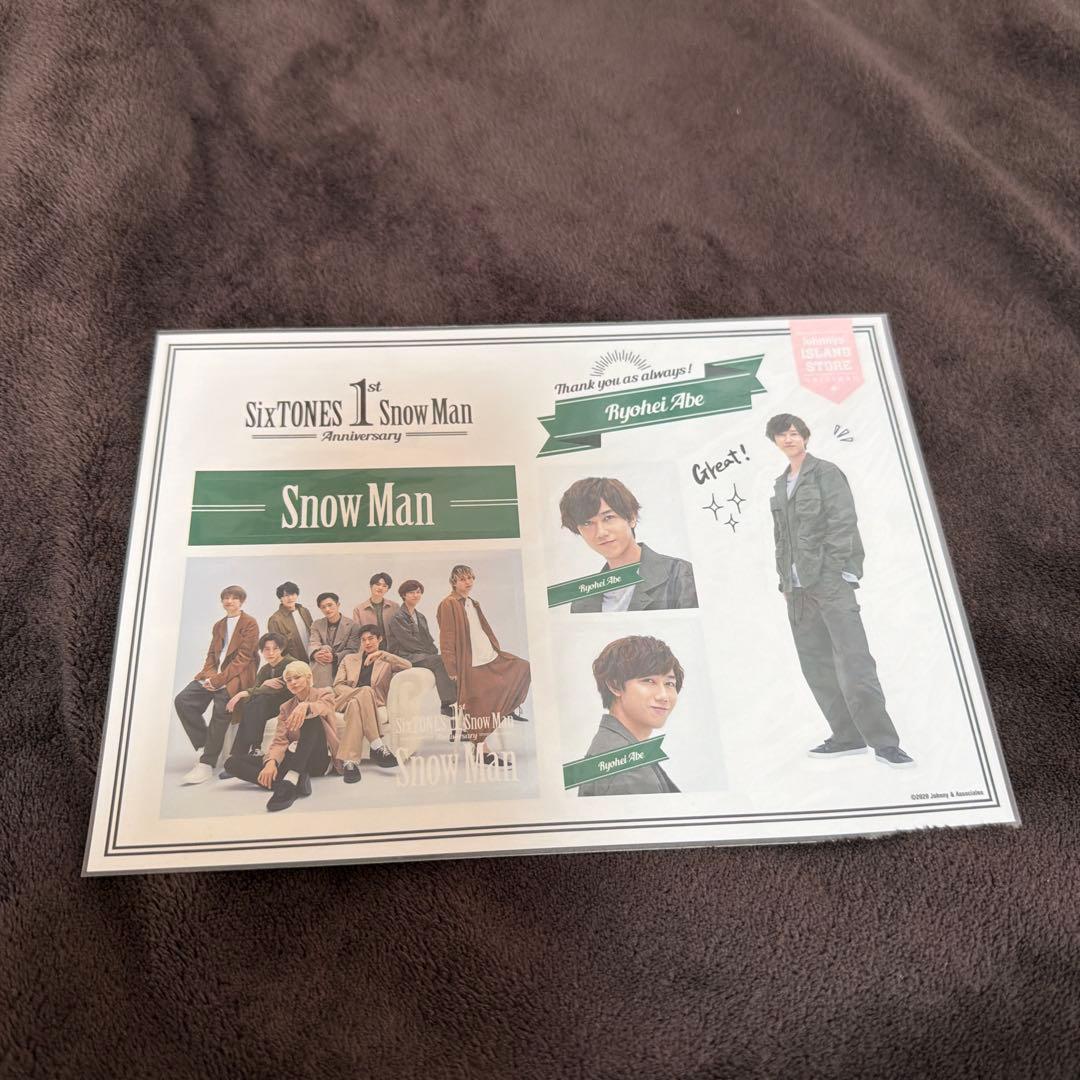 SixTONES 1st Snow Man
Anniversary
Snow Man
SixTONES 1st Snow Man
Snow Man
Thank you as always!
Ryohei Abe
Great!
Ryohei Abe
Ryohei Abe
Johnnys'
ISLAND
STORE
©2020 Johnny & Associates